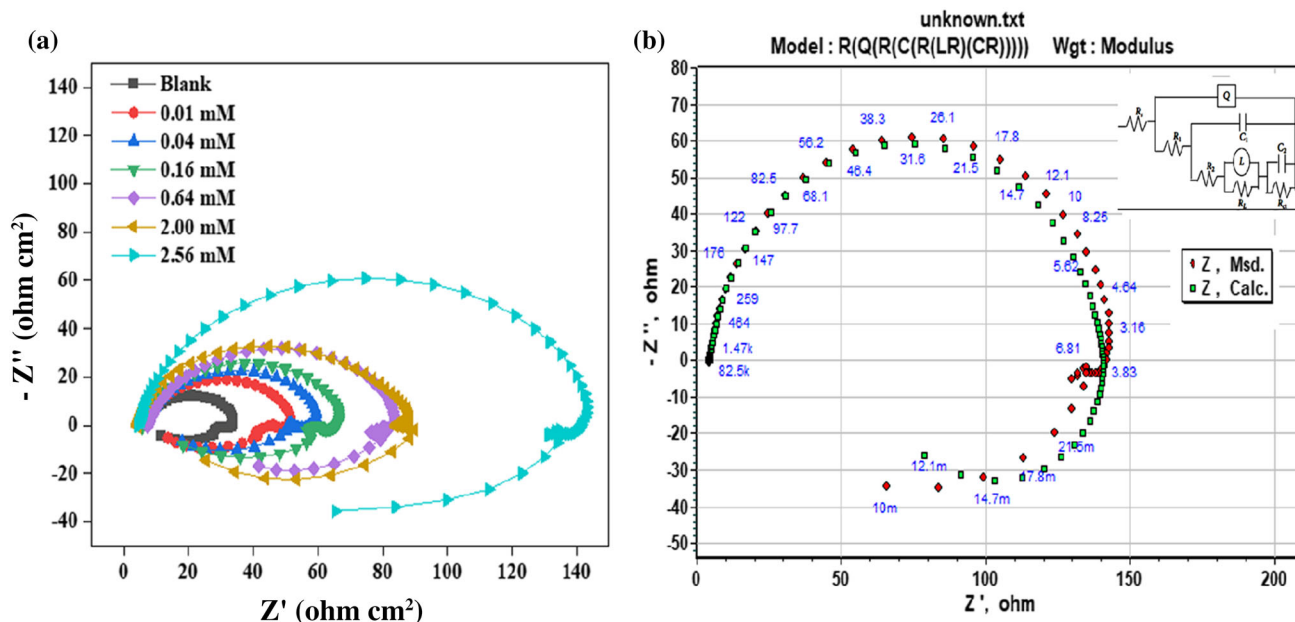 (a)
- Z'' (ohm cm²)
140
120
100
80
60
40
20
0
-20
-40
Blank
0.01 mM
0.04 mM
0.16 mM
0.64 mM
2.00 mM
2.56 mM
0 20 40 60 80 100 120 140
Z' (ohm cm²)
(b)
unknown.txt
Model : R(Q(R(C(R(LR)(CR))))) Wgt : Modulus
- Z'', ohm
80
70
60
50
40
30
20
10
0
-10
-20
-30
-40
-50
38.3
26.1
17.8
56.2
31.6
21.5
46.4
12.1
82.5
68.1
14.7
10
122
97.7
8.25
176
147
5.62
259
4.64
464
3.16
1.47k
6.81
82.5k
3.83
21.5m
12.1m
17.8m
14.7m
10m
Q
C₂
L
Z , Msd.
Z , Calc.
0 50 100 150 200
Z ', ohm